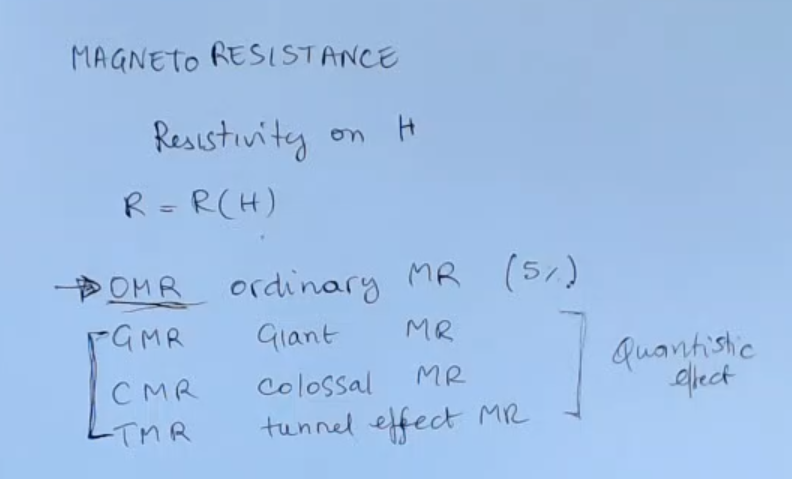 MAGNETO RESISTANCE
Resistivity on H
R = R(H)
→ OMR ordinary MR (5%)
GMR Giant MR
CMR colossal MR
TMR tunnel effect MR
Quantistic
effect